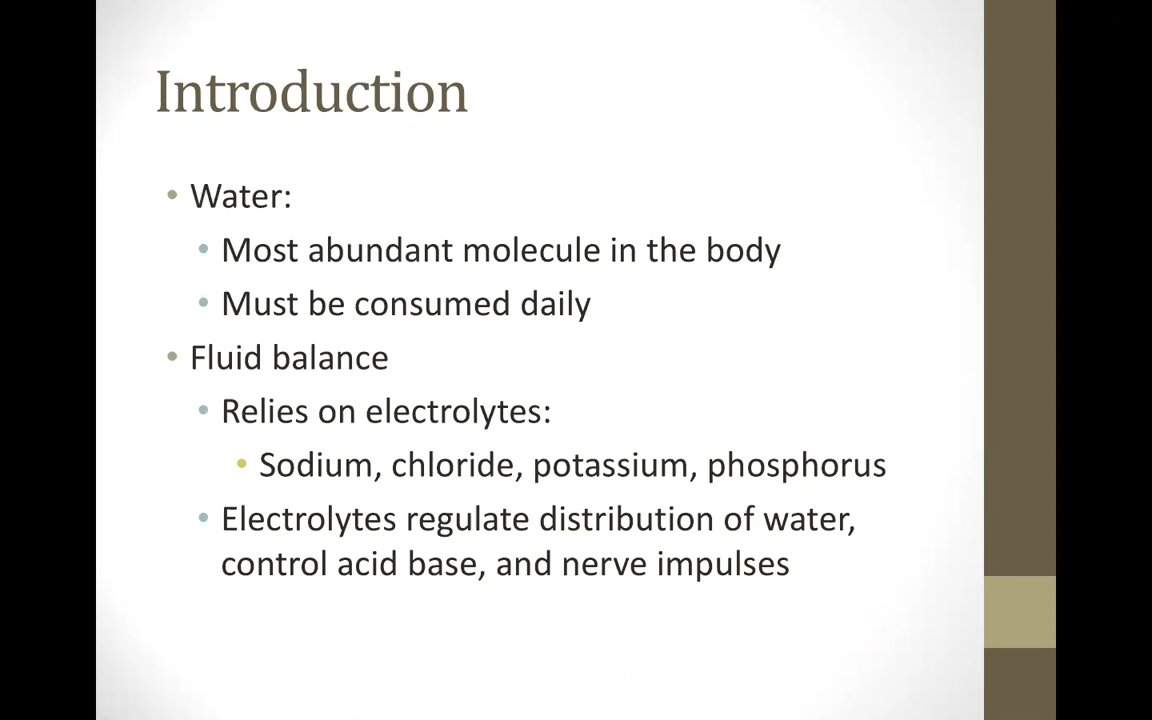 Introduction
• Water:
• Most abundant molecule in the body
• Must be consumed daily
• Fluid balance
• Relies on electrolytes:
• Sodium, chloride, potassium, phosphorus
• Electrolytes regulate distribution of water,
control acid base, and nerve impulses